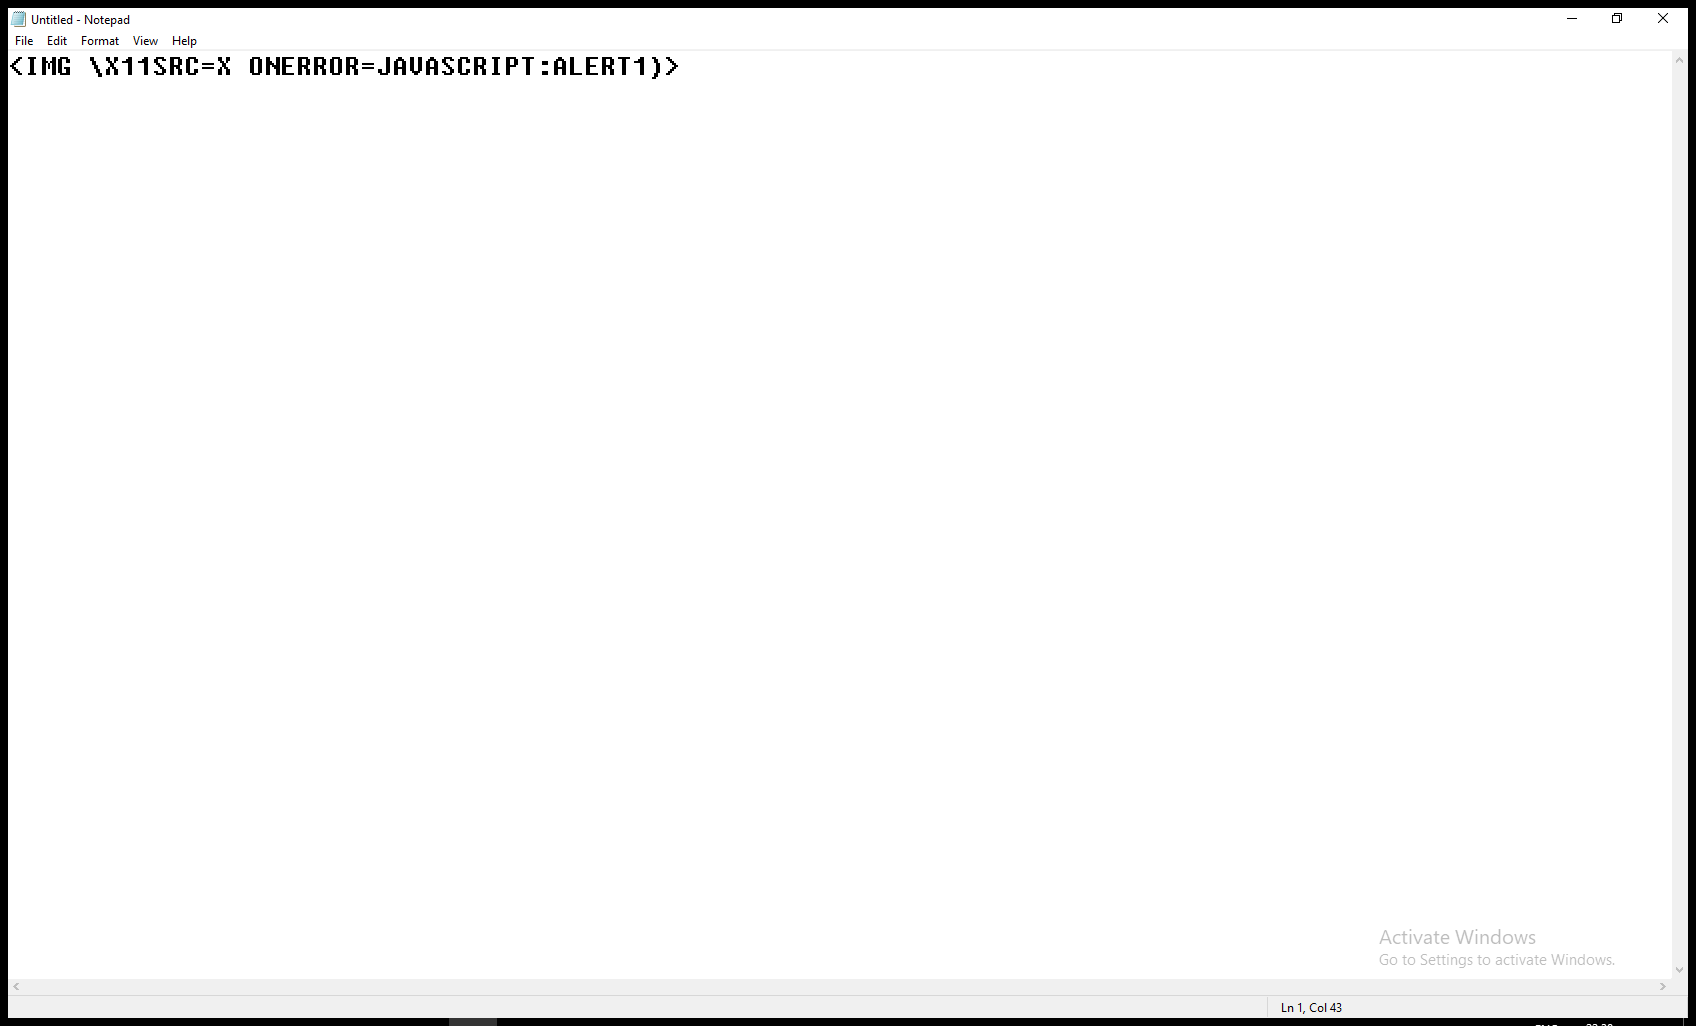 Untitled - Notepad
File Edit Format View Help
<IMG \X11SRC=X ONERROR=JAVASCRIPT:ALERT1)>
Activate Windows
Go to Settings to activate Windows.
Ln 1, Col 43